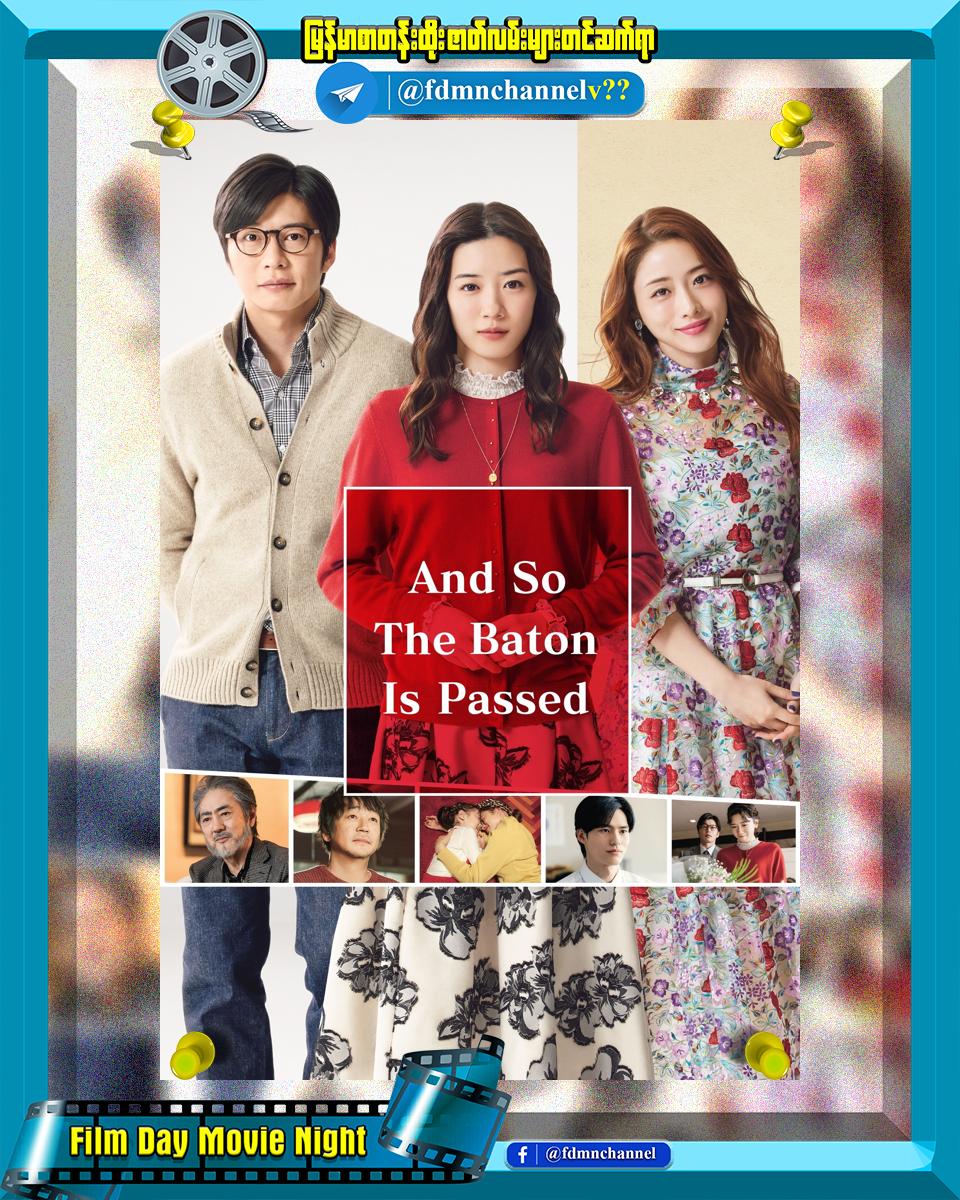 မြန်မာစာတန်းထိုးဇာတ်လမ်းများတင်ဆက်ရာ
@fdmnchannelv??
And So
The Baton
Is Passed
Film Day Movie Night
@fdmnchannel